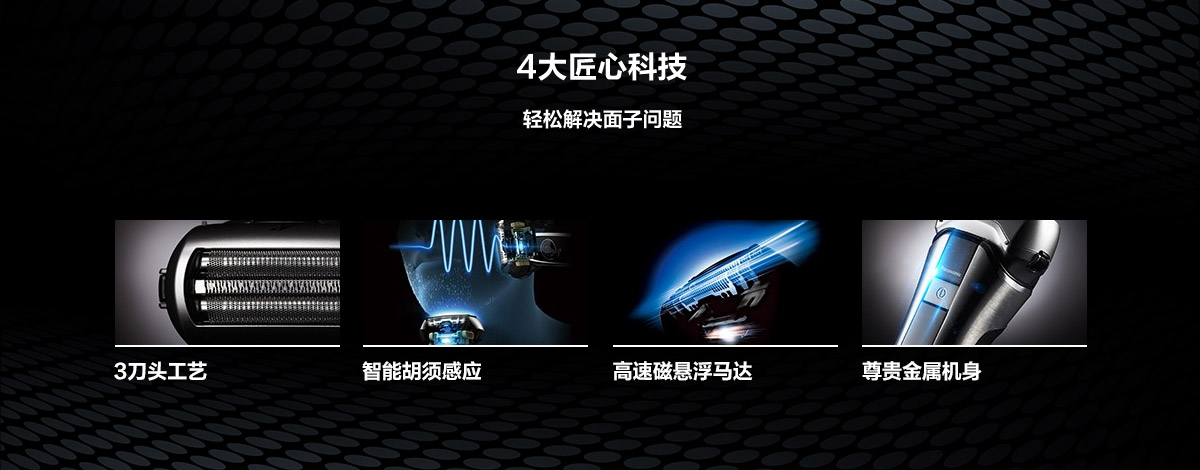 4大匠心科技
轻松解决面子问题
3刀头工艺
智能胡须感应
高速磁悬浮马达
尊贵金属机身